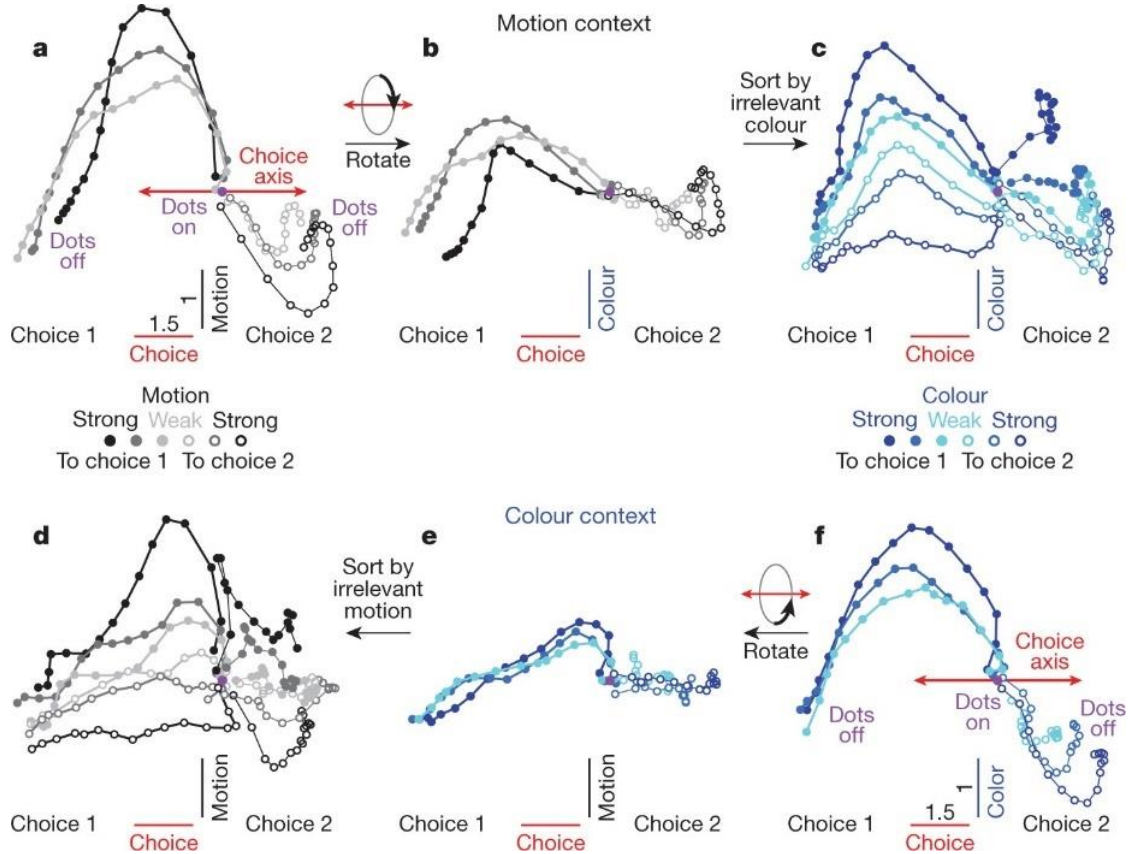 Motion context
a
b
c
Rotate
Sort by
irrelevant
colour
Choice
axis
Dots
on
Dots
off
Dots
off
1.5
1
Motion
Choice 1
Choice
Choice 2
Colour
Choice 1
Choice
Choice 2
Colour
Choice 1
Choice
Choice 2
Motion
Strong Weak Strong
To choice 1 To choice 2
Colour
Strong Weak Strong
To choice 1 To choice 2
Colour context
d
e
f
Sort by
irrelevant
motion
Rotate
Choice
axis
Dots
off
Dots
on
Dots
off
Motion
Choice 1
Choice
Choice 2
Motion
Choice 1
Choice
Choice 2
1.5
1
Color
Choice 1
Choice
Choice 2